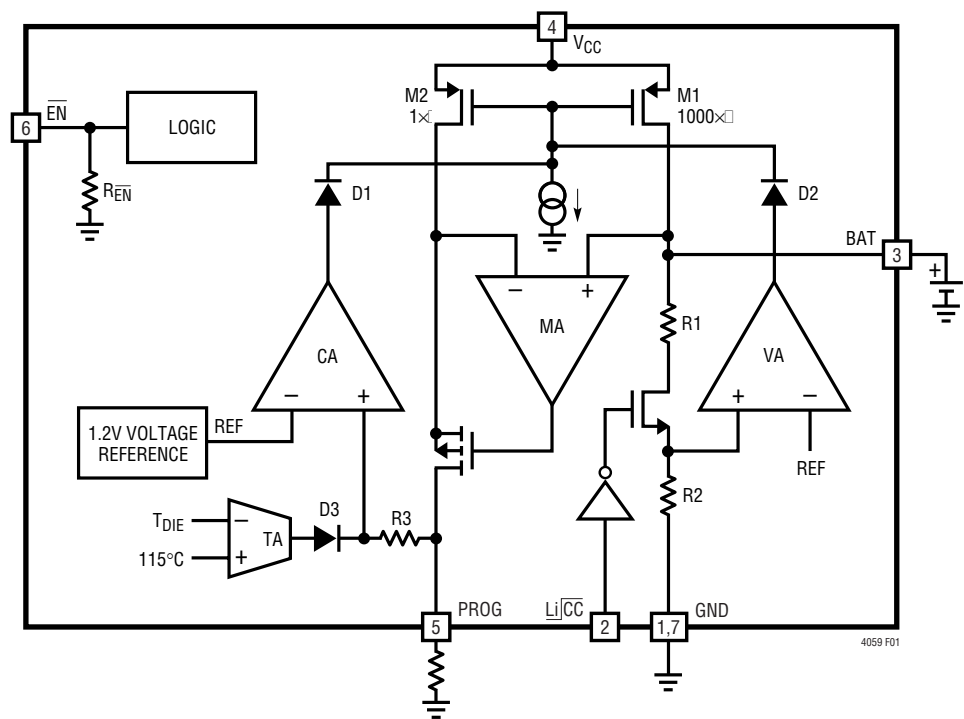 4
VCC
M2
1×
M1
1000×
6
EN
LOGIC
REN
D1
D2
BAT
3
+
− +
MA
R1
CA
VA
− +
+ −
1.2V VOLTAGE
REFERENCE
REF
REF
R2
D3
R3
TDIE
−
TA
115°C
+
PROG
Li CC
GND
5
2
1,7
4059 F01